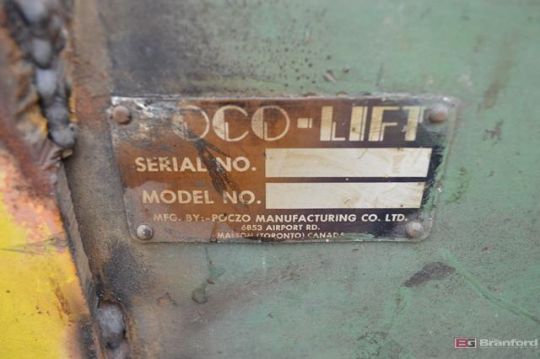 OCO-LIFT
SERIAL NO.
MODEL NO.
MFG. BY:-POCZO MANUFACTURING CO. LTD.
6853 AIRPORT RD.
MALTON (TORONTO) CANADA
BG Branford